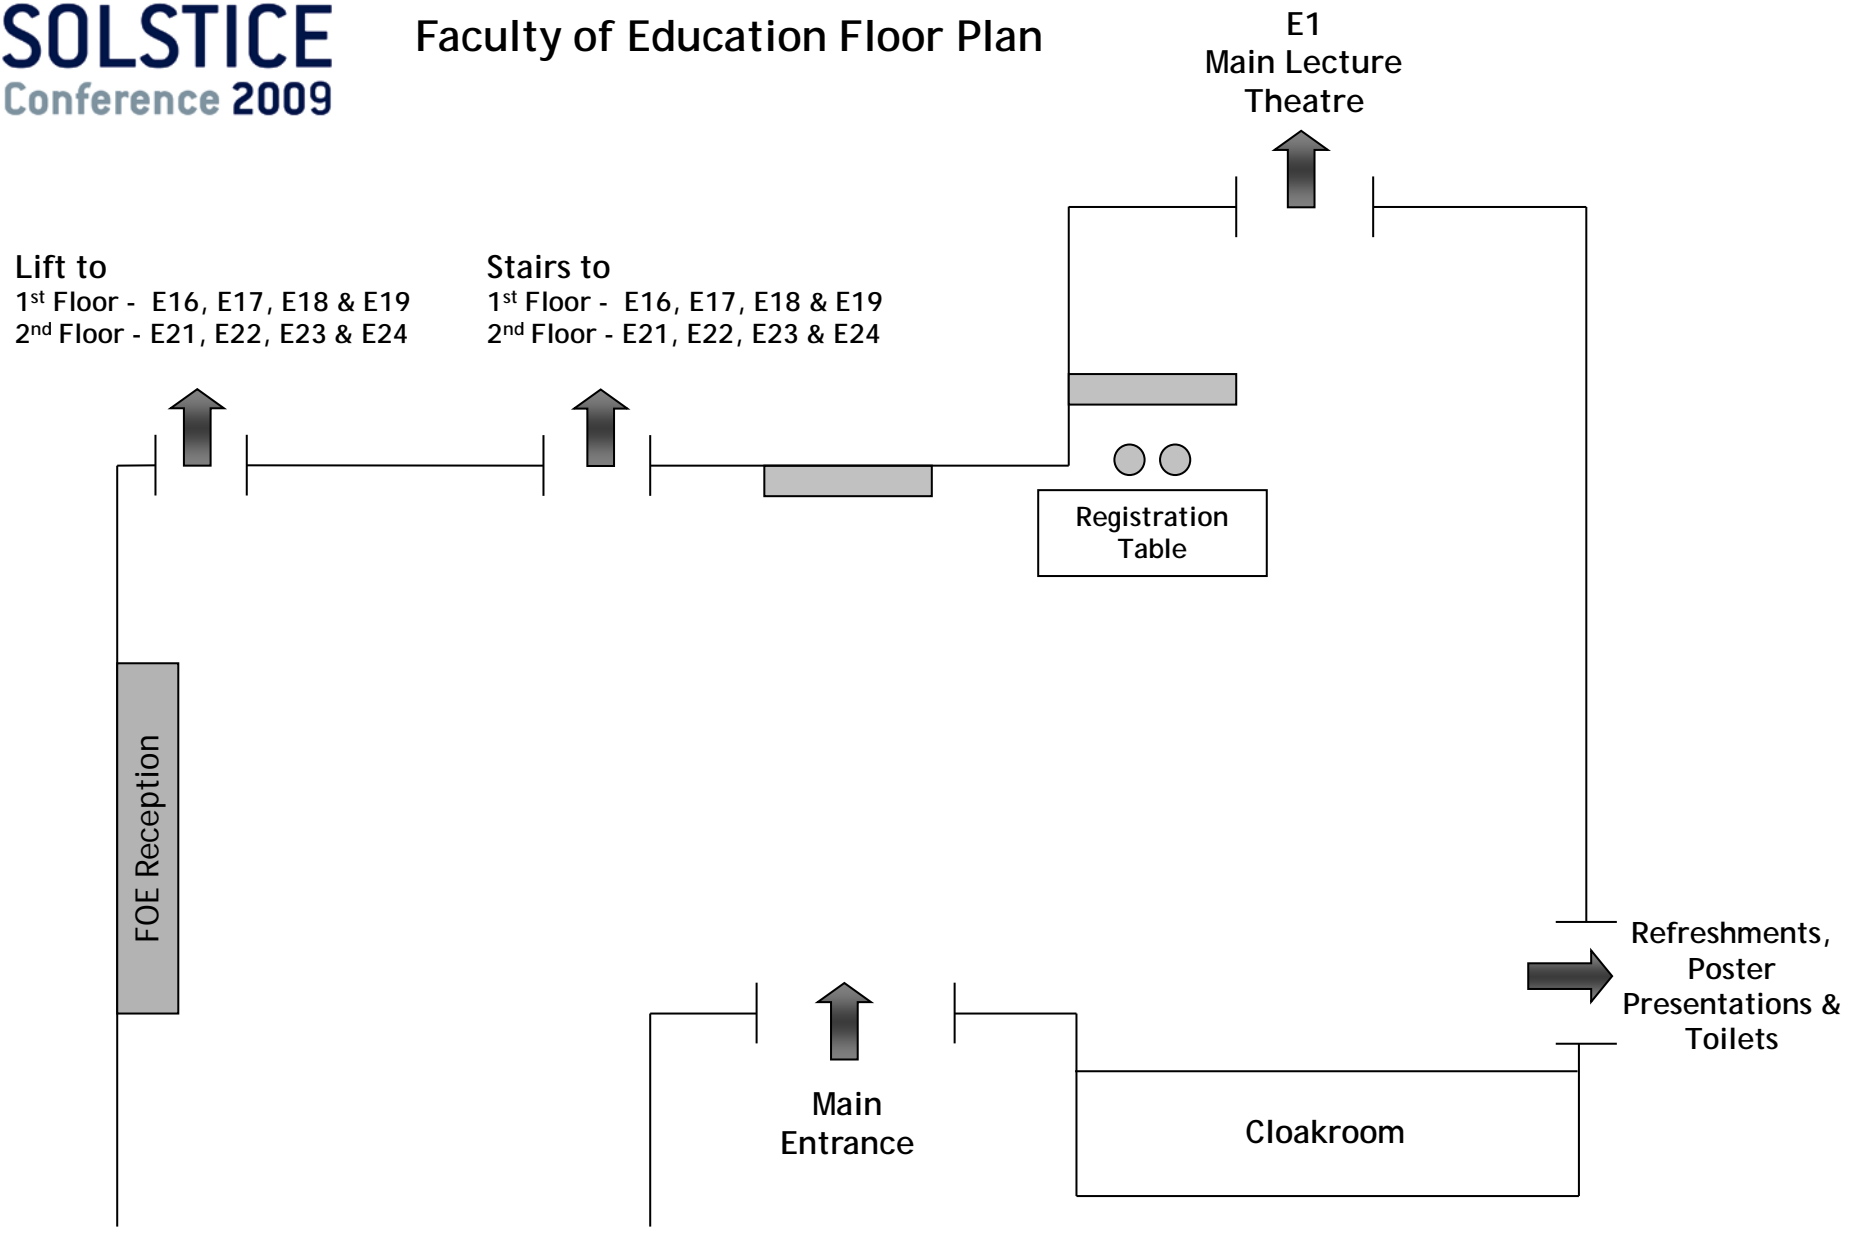 SOLSTICE
Conference 2009
Faculty of Education Floor Plan
E1
Main Lecture
Theatre
Lift to
1st Floor - E16, E17, E18 & E19
2nd Floor - E21, E22, E23 & E24
Stairs to
1st Floor - E16, E17, E18 & E19
2nd Floor - E21, E22, E23 & E24
Registration
Table
FOE Reception
Refreshments,
Poster
Presentations &
Toilets
Main
Entrance
Cloakroom